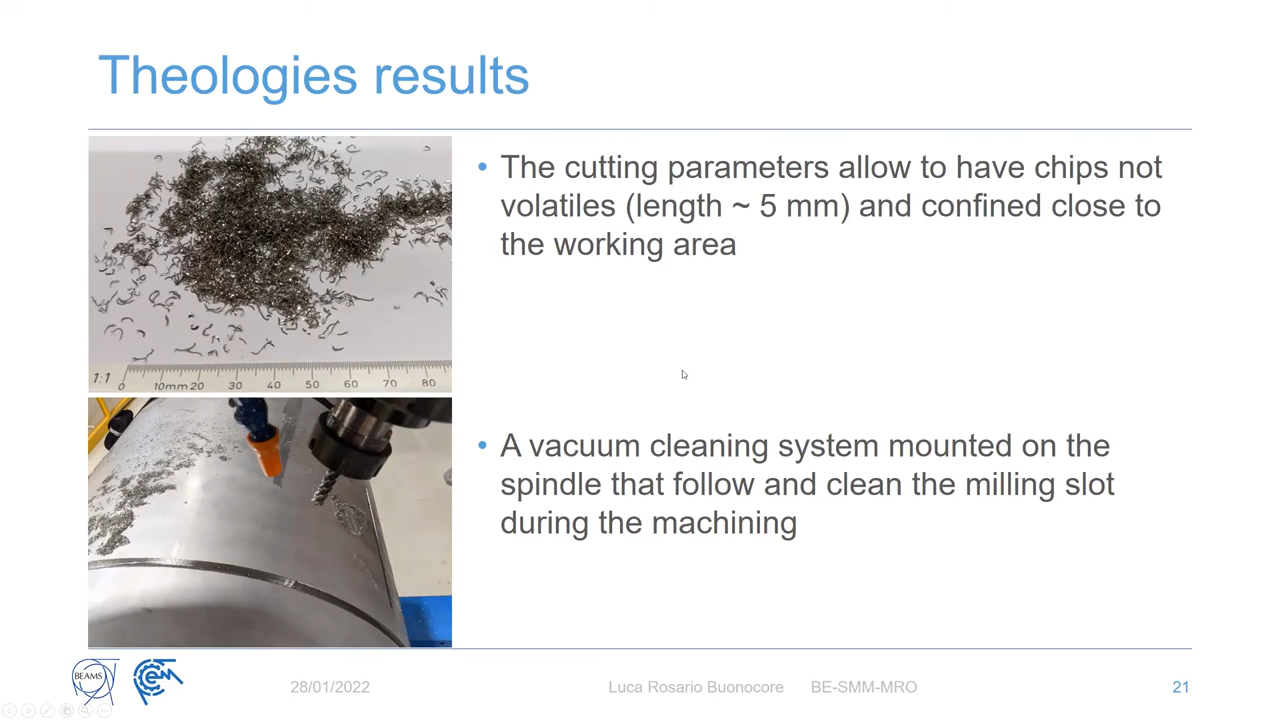 Theologies results
• The cutting parameters allow to have chips not
volatiles (length ~ 5 mm) and confined close to
the working area
1:1
0 10mm 20 30 40 50 60 70 80
• A vacuum cleaning system mounted on the
spindle that follow and clean the milling slot
during the machining
BEAMS
28/01/2022
Luca Rosario Buonocore BE-SMM-MRO
21